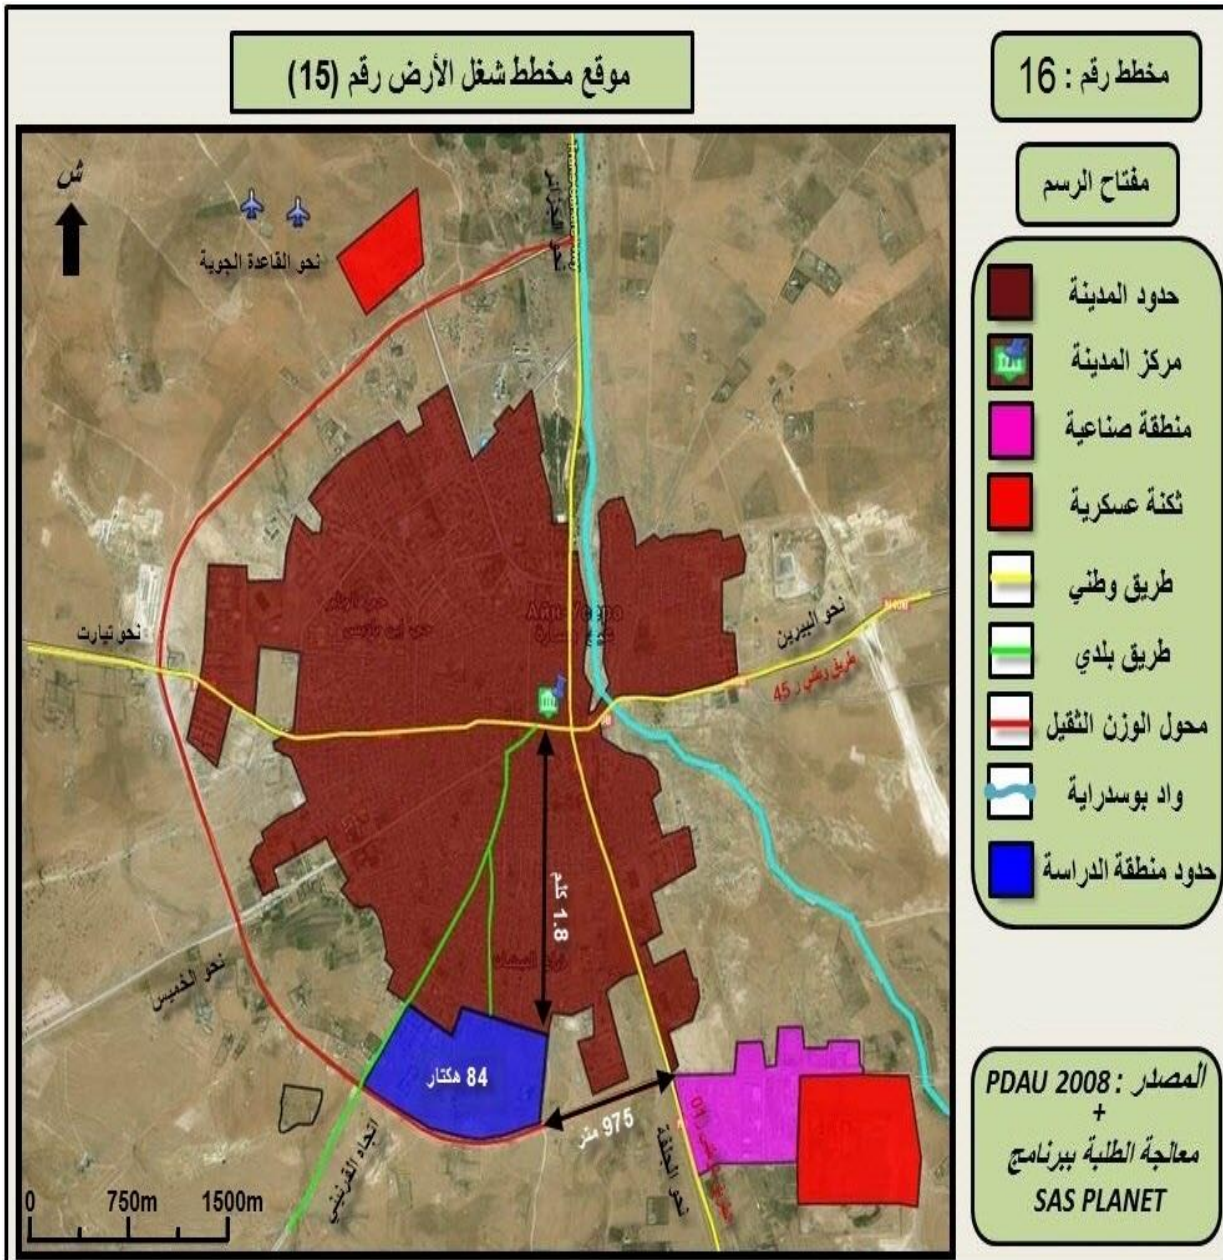 موقع مخطط شغل الأرض رقم (15)
مخطط رقم : 16
مفتاح الرسم
حدود المدينة
مركز المدينة
منطقة صناعية
ثكنة عسكرية
طريق وطني
طريق بلدي
محول الوزن الثقيل
واد بوسدراية
حدود منطقة الدراسة
المصدر : PDAU 2008
+
معالجة الطلبة ببرنامج
SAS PLANET
ش
نحو القاعدة الجوية
نحو الجزائر
نحو تيارت
نحو البيرين
طريق وطني ر 45
1.8 كلم
نحو الخميس
84 هكتار
975 متر
اتجاه القرنيني
نحو الجلفة
0 750m 1500m